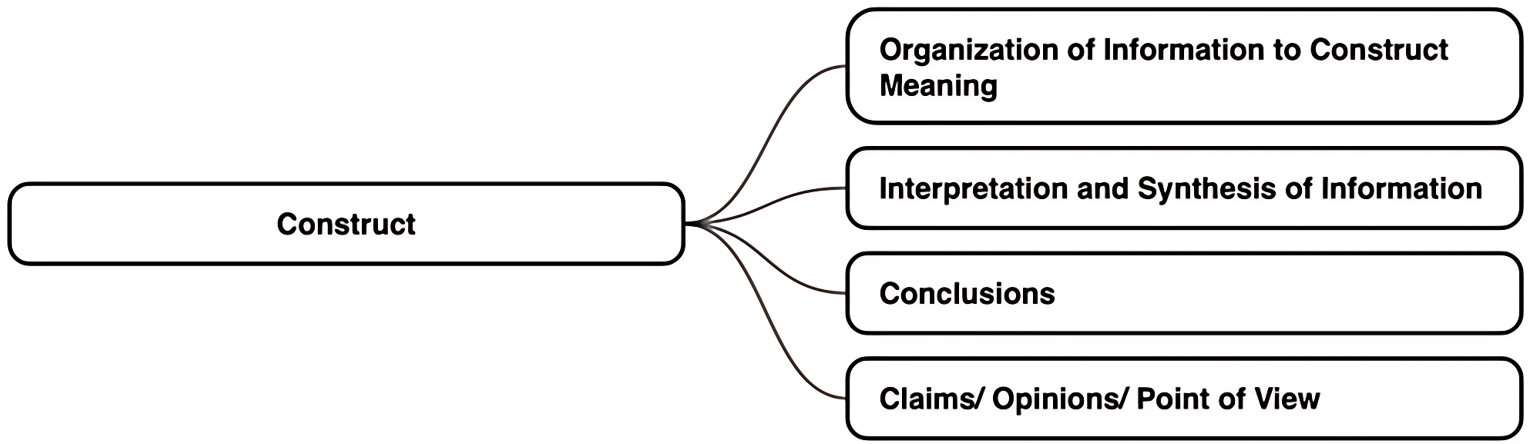 Construct
Organization of Information to Construct
Meaning
Interpretation and Synthesis of Information
Conclusions
Claims/ Opinions/ Point of View